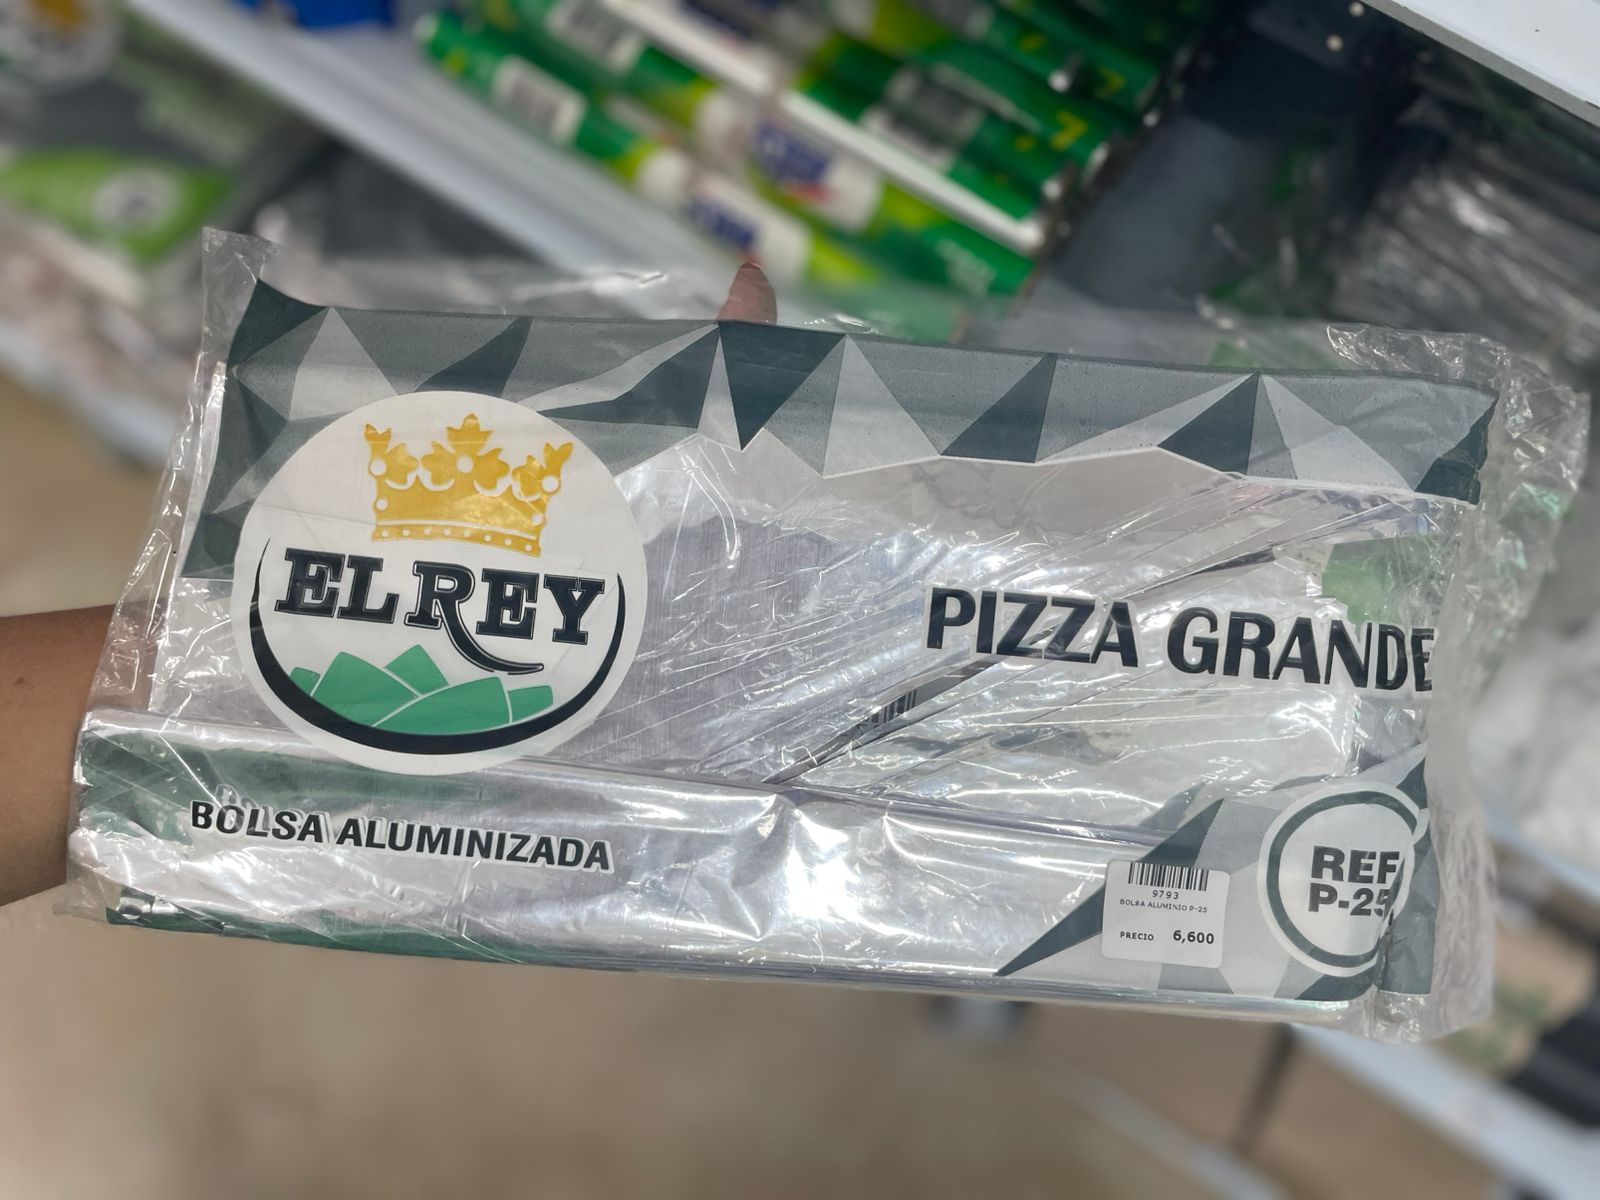 EL REY
PIZZA GRANDE
BOLSA ALUMINIZADA
REF
P-25
9793
BOLSA ALUMINIO P-25
PRECIO 6,600